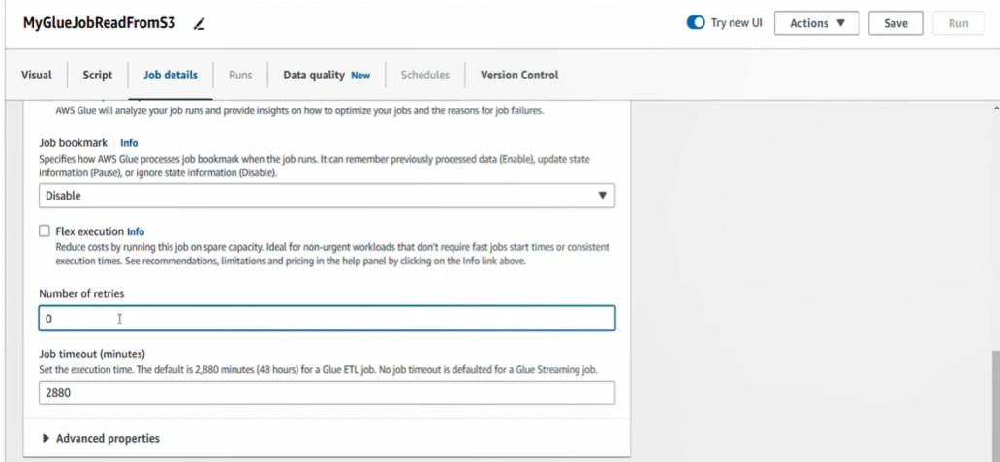 MyGlueJobReadFromS3
Try new UI
Actions
Save
Run
Visual
Script
Job details
Runs
Data quality New
Schedules
Version Control
AWS Glue will analyze your job runs and provide insights on how to optimize your jobs and the reasons for job failures.
Job bookmark Info
Specifies how AWS Glue processes job bookmark when the job runs. It can remember previously processed data (Enable), update state
information (Pause), or ignore state information (Disable).
Disable
Flex execution Info
Reduce costs by running this job on spare capacity. Ideal for non-urgent workloads that don't require fast jobs start times or consistent
execution times. See recommendations, limitations and pricing in the help panel by clicking on the Info link above.
Number of retries
0
Job timeout (minutes)
Set the execution time. The default is 2,880 minutes (48 hours) for a Glue ETL job. No job timeout is defaulted for a Glue Streaming job.
2880
Advanced properties